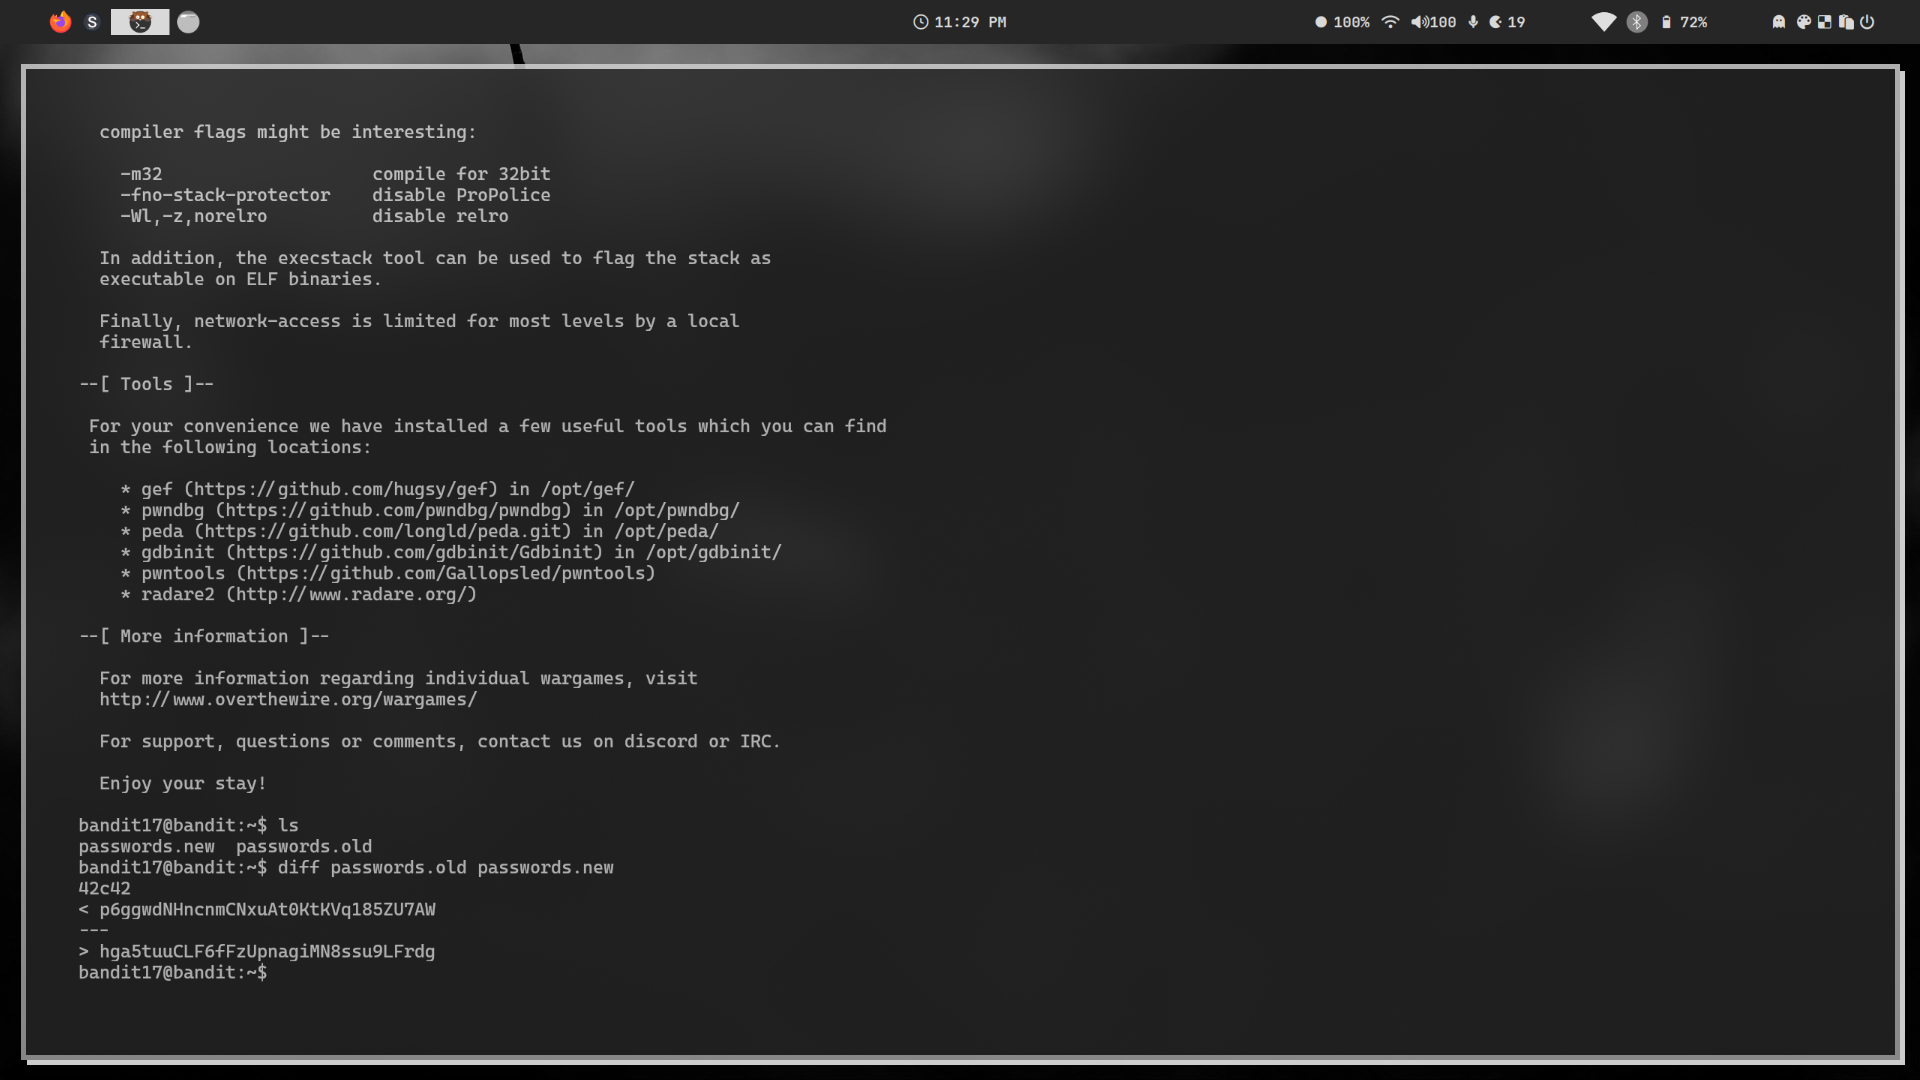 S
11:29 PM
100%
100
19
72%
compiler flags might be interesting:
-m32 compile for 32bit
-fno-stack-protector disable ProPolice
-Wl,-z,norelro disable relro
In addition, the execstack tool can be used to flag the stack as
executable on ELF binaries.
Finally, network-access is limited for most levels by a local
firewall.
--[ Tools ]--
For your convenience we have installed a few useful tools which you can find
in the following locations:
* gef (https://github.com/hugsy/gef) in /opt/gef/
* pwndbg (https://github.com/pwndbg/pwndbg) in /opt/pwndbg/
* peda (https://github.com/longld/peda.git) in /opt/peda/
* gdbinit (https://github.com/gdbinit/Gdbinit) in /opt/gdbinit/
* pwntools (https://github.com/Gallopsled/pwntools)
* radare2 (http://www.radare.org/)
--[ More information ]--
For more information regarding individual wargames, visit
http://www.overthewire.org/wargames/
For support, questions or comments, contact us on discord or IRC.
Enjoy your stay!
bandit17@bandit:~$ ls
passwords.new  passwords.old
bandit17@bandit:~$ diff passwords.old passwords.new
42c42
< p6ggwdNHncnmCNxuAt0KtKVq185ZU7AW
---
> hga5tuuCLF6fFzUpnagiMN8ssu9LFrdg
bandit17@bandit:~$